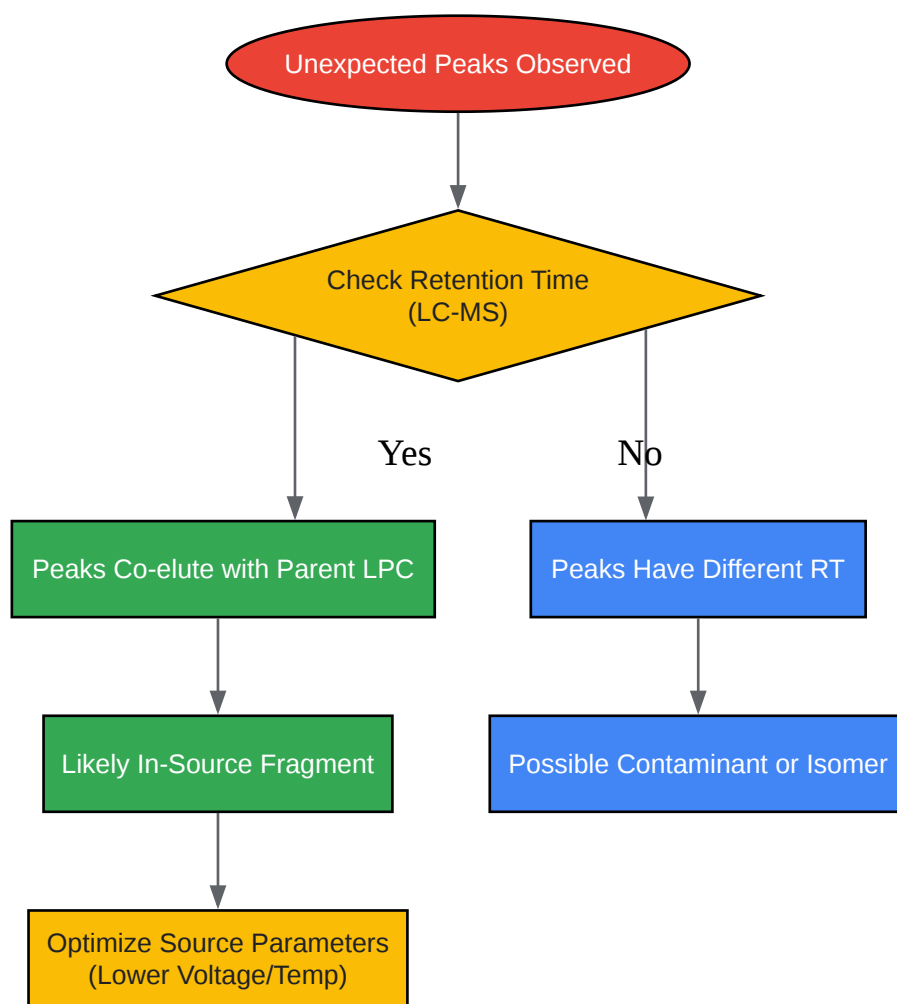 Unexpected Peaks Observed
Check Retention Time
(LC-MS)
Yes
No
Peaks Co-elute with Parent LPC
Peaks Have Different RT
Likely In-Source Fragment
Possible Contaminant or Isomer
Optimize Source Parameters
(Lower Voltage/Temp)